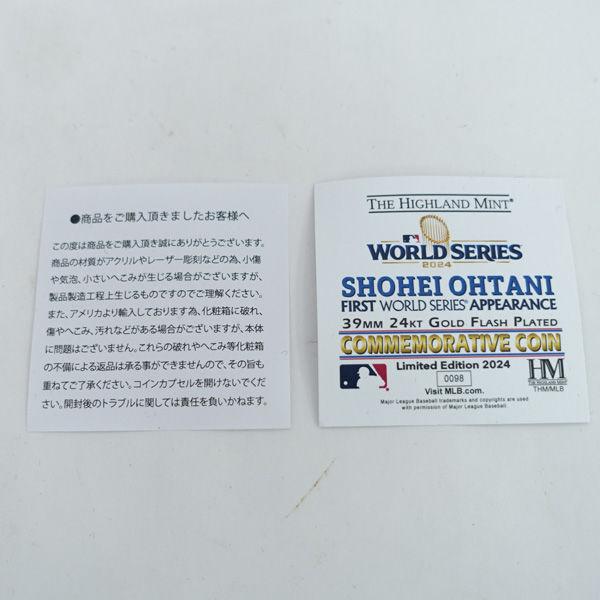 ●商品をご購入頂きましたお客様へ
この度は商品をご購入頂き誠にありがとうございます。
商品の材質がアクリルやレーザー彫刻などの為、小傷
や気泡、小さいへこみが生じる場合がございますが、
製品製造工程上生じるものですのでご理解ください。
また、アメリカより輸入しております為、化粧箱に破れ、
傷やへこみ、汚れなどがある場合がございますが、本体
に問題はございません。これらの破れやへこみ等化粧箱
の不備による返品は承る事ができませんので、その旨も
重ねてご了承ください。コインカプセルを開けないでくださ
い。開封後のトラブルに関しては責任を負いかねます。
THE HIGHLAND MINT®
WORLD SERIES
2024
SHOHEI OHTANI
FIRST WORLD SERIES® APPEARANCE
39MM 24KT GOLD FLASH PLATED
COMMEMORATIVE COIN
Limited Edition 2024
0098
Visit MLB.com.
HM
THE HIGHLAND MINT
THM/MLB
Major League Baseball trademarks and copyrights are used
with permission of Major League Baseball.